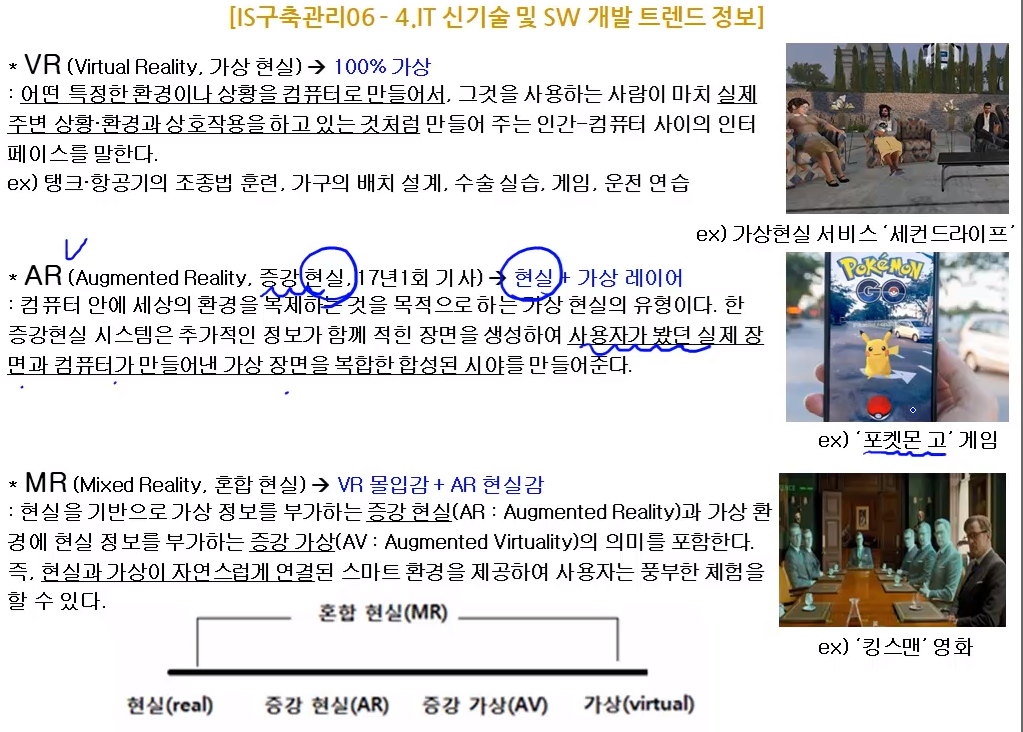 [IS구축관리06 - 4.IT 신기술 및 SW 개발 트렌드 정보]
* VR (Virtual Reality, 가상 현실) → 100% 가상
: 어떤 특정한 환경이나 상황을 컴퓨터로 만들어서, 그것을 사용하는 사람이 마치 실제
주변 상황·환경과 상호작용을 하고 있는 것처럼 만들어 주는 인간-컴퓨터 사이의 인터
페이스를 말한다.
ex) 탱크·항공기의 조종법 훈련, 가구의 배치 설계, 수술 실습, 게임, 운전 연습
ex) 가상현실 서비스 ‘세컨드라이프’
* AR (Augmented Reality, 증강 현실, 17년1회 기사) → 현실 + 가상 레이어
: 컴퓨터 안에 세상의 환경을 복제하는 것을 목적으로 하는 가상 현실의 유형이다. 한
증강현실 시스템은 추가적인 정보가 함께 적힌 장면을 생성하여 사용자가 봤던 실제 장
면과 컴퓨터가 만들어낸 가상 장면을 복합한 합성된 시야를 만들어준다.
POKéMON
GO
ex) ‘포켓몬 고’ 게임
* MR (Mixed Reality, 혼합 현실) → VR 몰입감 + AR 현실감
: 현실을 기반으로 가상 정보를 부가하는 증강 현실(AR : Augmented Reality)과 가상 환
경에 현실 정보를 부가하는 증강 가상(AV : Augmented Virtuality)의 의미를 포함한다.
즉, 현실과 가상이 자연스럽게 연결된 스마트 환경을 제공하여 사용자는 풍부한 체험을
할 수 있다.
ex) ‘킹스맨’ 영화
혼합 현실(MR)
현실(real) 증강 현실(AR) 증강 가상(AV) 가상(virtual)